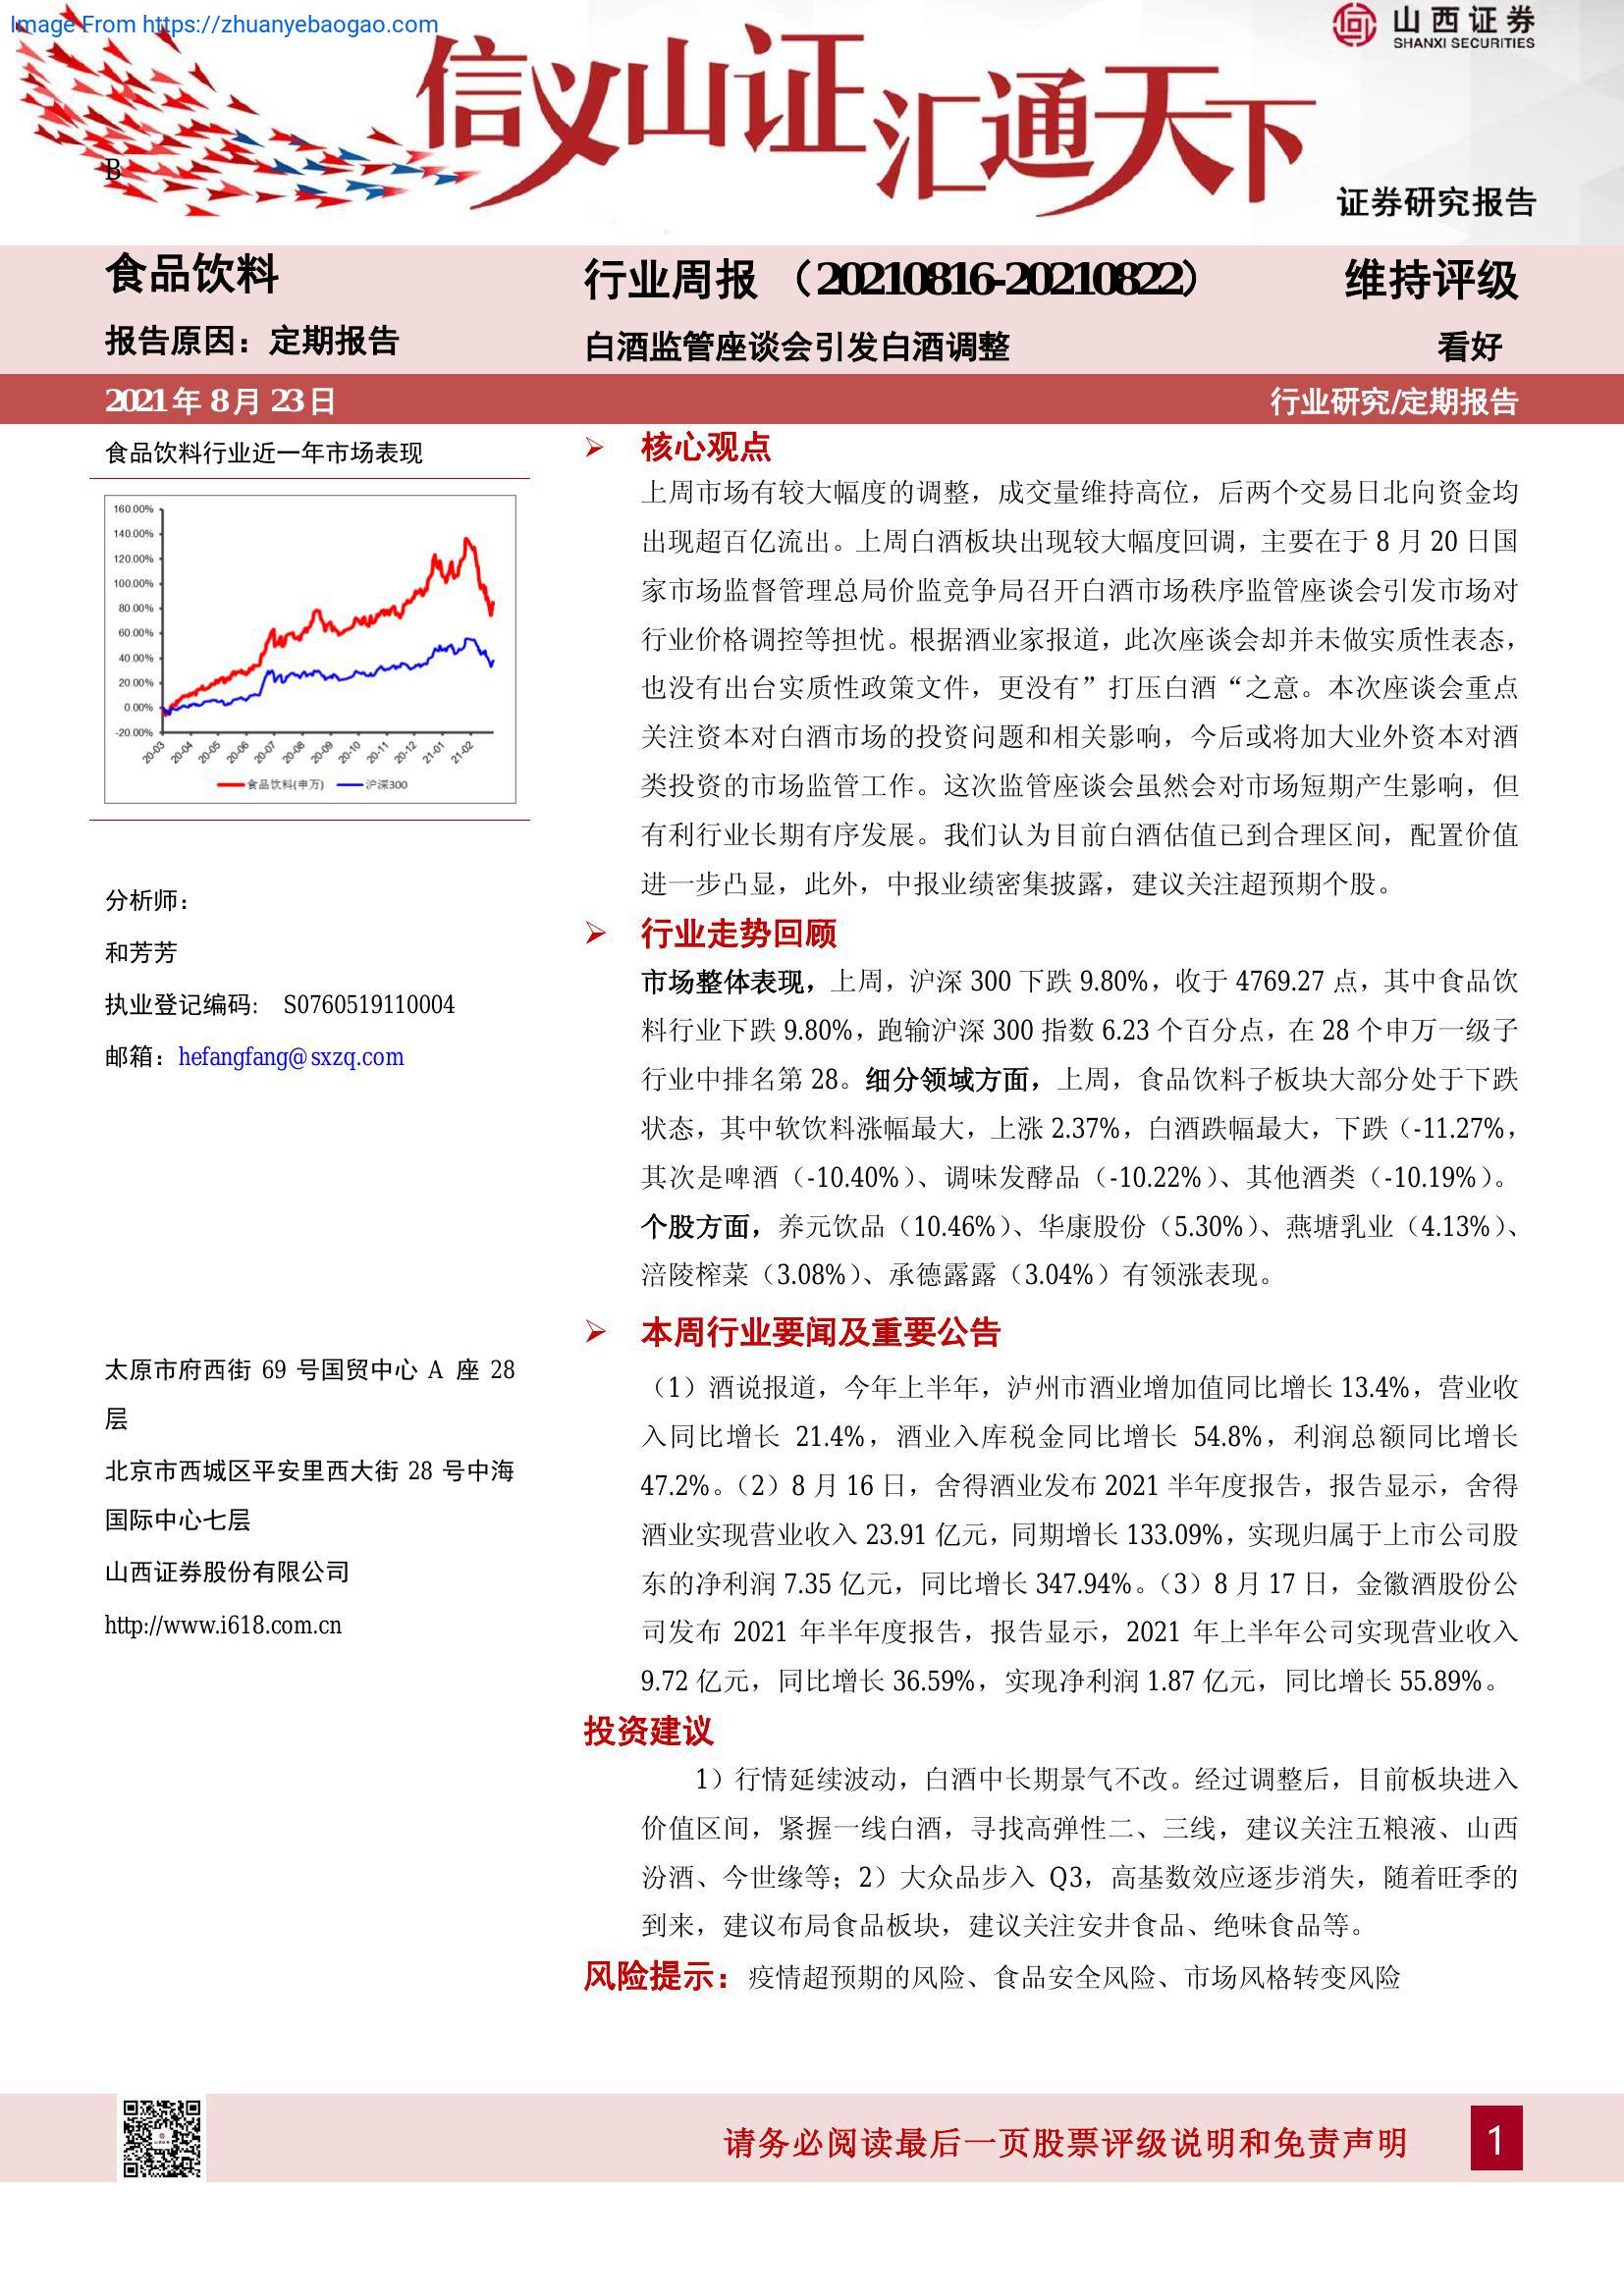 Image From https://zhuanyebaogao.com
山西证券
SHANXI SECURITIES
信义山证汇通天下
B
证券研究报告
食品饮料
报告原因：定期报告
行业周报（20210816-20210822）
维持评级
白酒监管座谈会引发白酒调整
看好
2021 年 8 月 23 日
行业研究/定期报告
食品饮料行业近一年市场表现
160.00%
140.00%
120.00%
100.00%
80.00%
60.00%
40.00%
20.00%
0.00%
-20.00%
20-03
20-04
20-05
20-06
20-07
20-08
20-09
20-10
20-11
20-12
21-01
21-02
食品饮料(申万)
沪深300
分析师：
和芳芳
执业登记编码: S0760519110004
邮箱：hefangfang@sxzq.com
太原市府西街 69 号国贸中心 A 座 28
层
北京市西城区平安里西大街 28 号中海
国际中心七层
山西证券股份有限公司
http://www.i618.com.cn
核心观点
上周市场有较大幅度的调整，成交量维持高位，后两个交易日北向资金均
出现超百亿流出。上周白酒板块出现较大幅度回调，主要在于 8 月 20 日国
家市场监督管理总局价监竞争局召开白酒市场秩序监管座谈会引发市场对
行业价格调控等担忧。根据酒业家报道，此次座谈会却并未做实质性表态，
也没有出台实质性政策文件，更没有”打压白酒“之意。本次座谈会重点
关注资本对白酒市场的投资问题和相关影响，今后或将加大业外资本对酒
类投资的市场监管工作。这次监管座谈会虽然会对市场短期产生影响，但
有利行业长期有序发展。我们认为目前白酒估值已到合理区间，配置价值
进一步凸显，此外，中报业绩密集披露，建议关注超预期个股。
行业走势回顾
市场整体表现，上周，沪深 300 下跌 9.80%，收于 4769.27 点，其中食品饮
料行业下跌 9.80%，跑输沪深 300 指数 6.23 个百分点，在 28 个申万一级子
行业中排名第 28。细分领域方面，上周，食品饮料子板块大部分处于下跌
状态，其中软饮料涨幅最大，上涨 2.37%，白酒跌幅最大，下跌（-11.27%，
其次是啤酒（-10.40%）、调味发酵品（-10.22%）、其他酒类（-10.19%）。
个股方面，养元饮品（10.46%）、华康股份（5.30%）、燕塘乳业（4.13%）、
涪陵榨菜（3.08%）、承德露露（3.04%）有领涨表现。
本周行业要闻及重要公告
（1）酒说报道，今年上半年，泸州市酒业增加值同比增长 13.4%，营业收
入同比增长 21.4%，酒业入库税金同比增长 54.8%，利润总额同比增长
47.2%。（2）8 月 16 日，舍得酒业发布 2021 半年度报告，报告显示，舍得
酒业实现营业收入 23.91 亿元，同期增长 133.09%，实现归属于上市公司股
东的净利润 7.35 亿元，同比增长 347.94%。（3）8 月 17 日，金徽酒股份公
司发布 2021 年半年度报告，报告显示，2021 年上半年公司实现营业收入
9.72 亿元，同比增长 36.59%，实现净利润 1.87 亿元，同比增长 55.89%。
投资建议
1）行情延续波动，白酒中长期景气不改。经过调整后，目前板块进入
价值区间，紧握一线白酒，寻找高弹性二、三线，建议关注五粮液、山西
汾酒、今世缘等；2）大众品步入 Q3，高基数效应逐步消失，随着旺季的
到来，建议布局食品板块，建议关注安井食品、绝味食品等。
风险提示：疫情超预期的风险、食品安全风险、市场风格转变风险
请务必阅读最后一页股票评级说明和免责声明
1